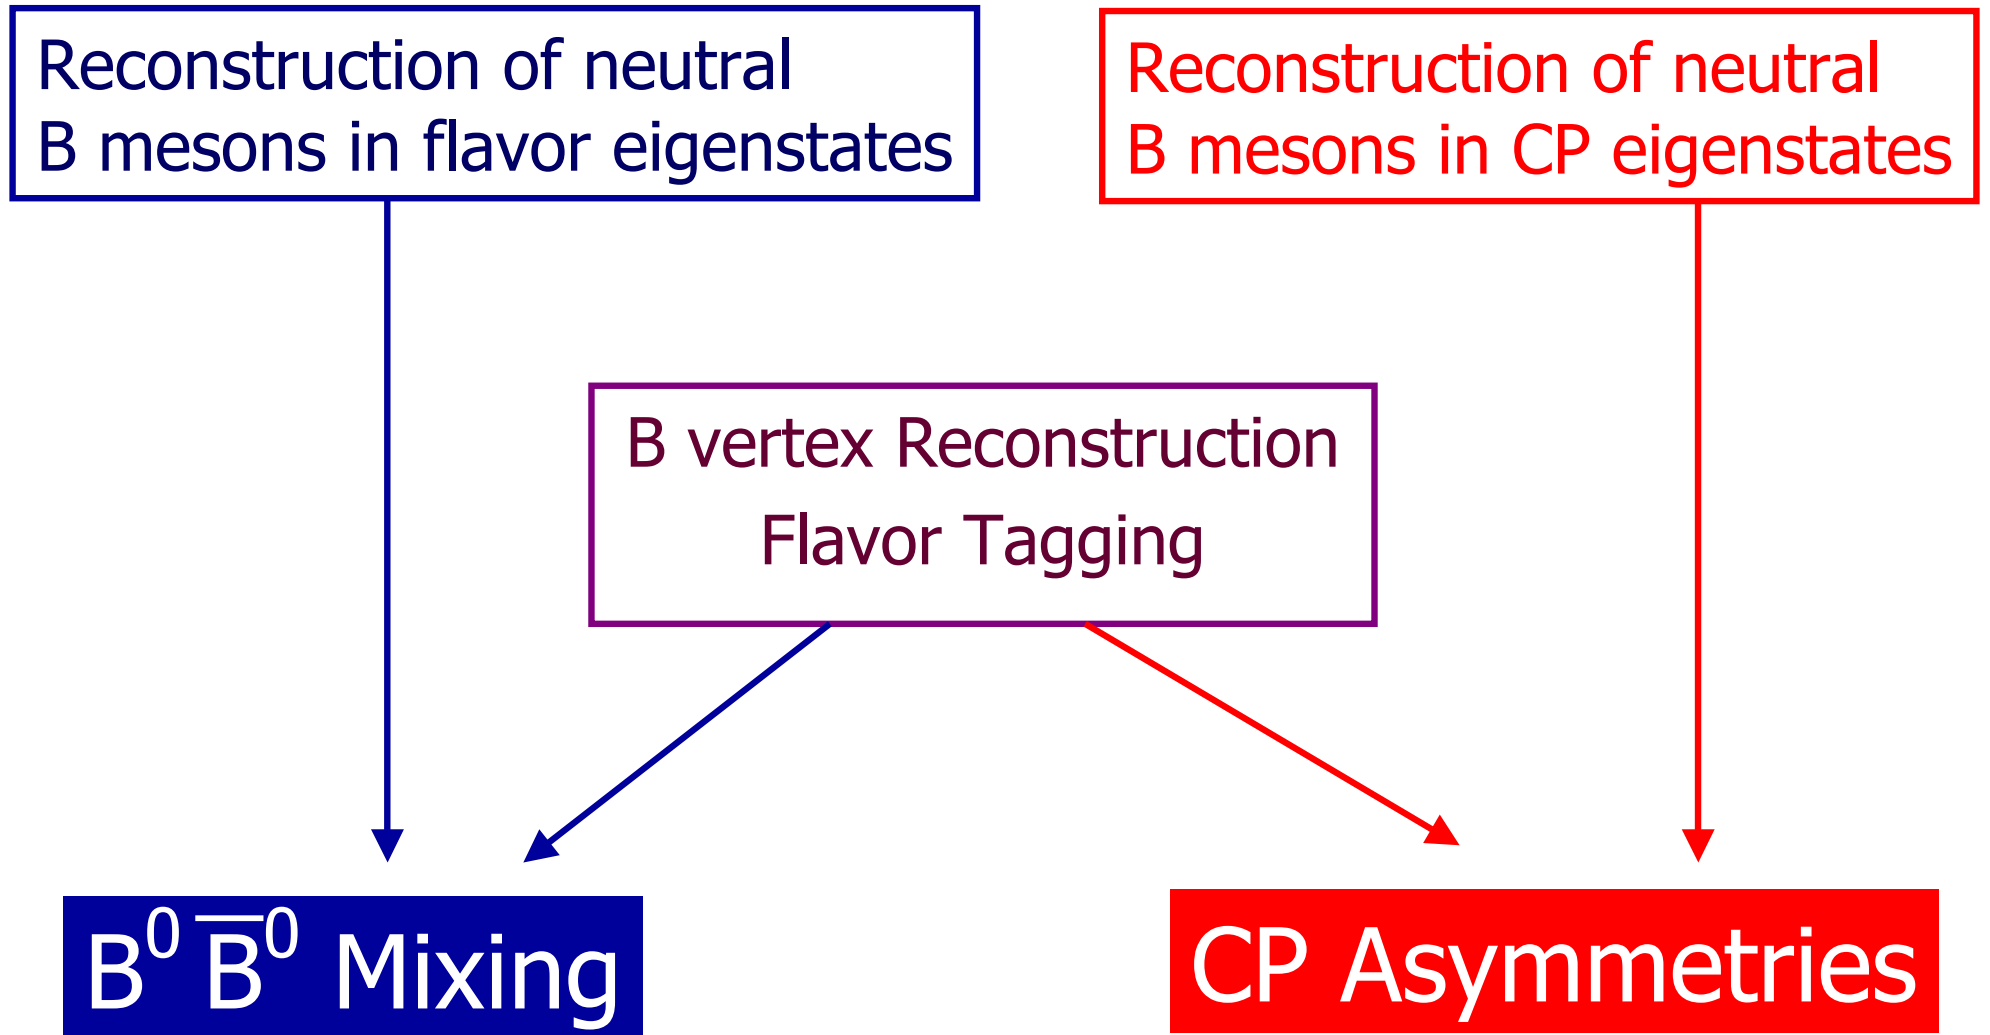 Reconstruction of neutral
B mesons in flavor eigenstates
Reconstruction of neutral
B mesons in CP eigenstates
B vertex Reconstruction
Flavor Tagging
B⁰ B̅⁰ Mixing
CP Asymmetries